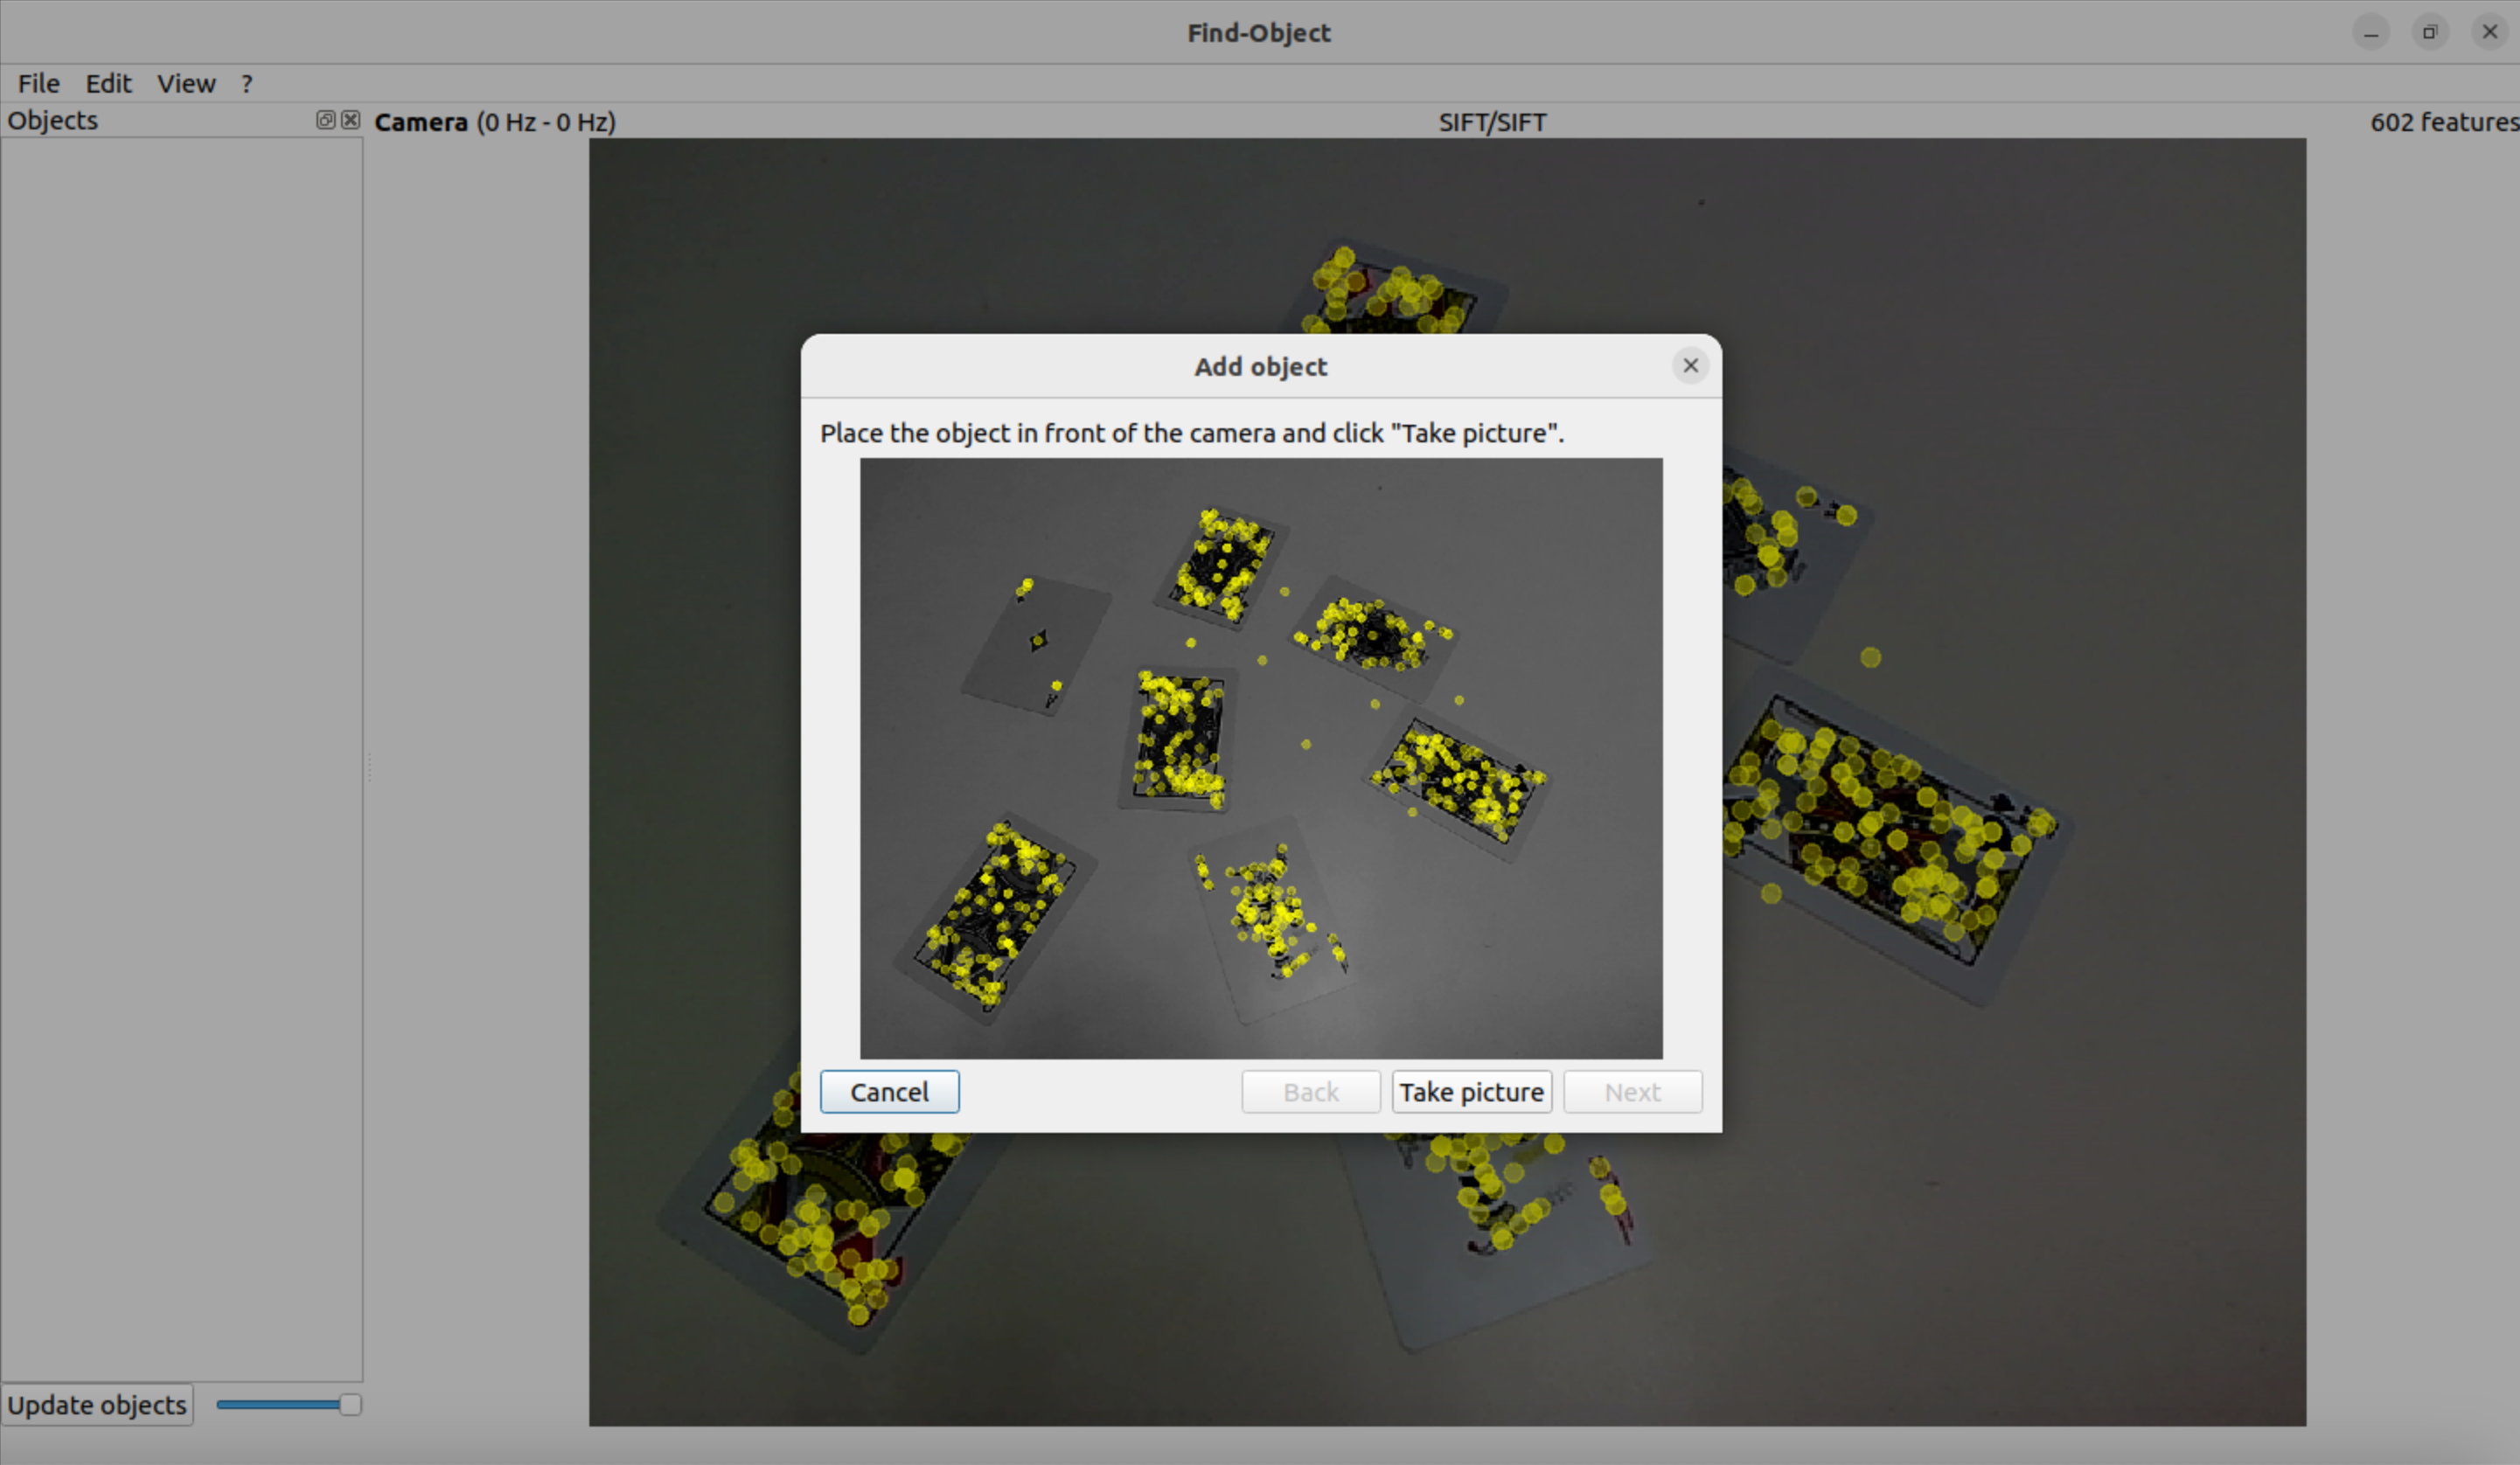 Find-Object
File Edit View ?
Objects
Camera (0 Hz - 0 Hz) SIFT/SIFT 602 features
Add object
Place the object in front of the camera and click "Take picture".
Cancel Back Take picture Next
Update objects